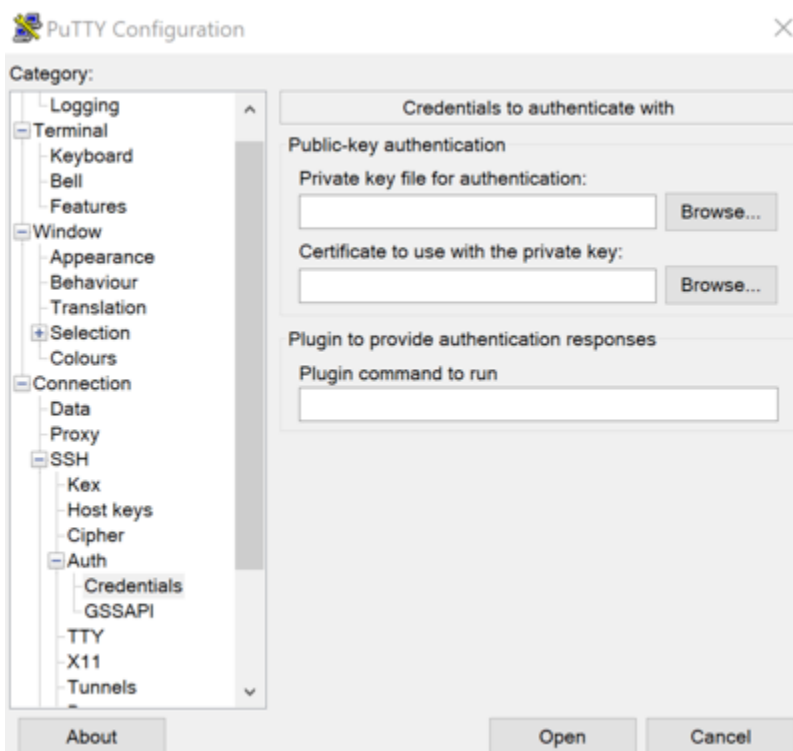 PuTTY Configuration
Category:
Logging
Terminal
Keyboard
Bell
Features
Window
Appearance
Behaviour
Translation
Selection
Colours
Connection
Data
Proxy
SSH
Kex
Host keys
Cipher
Auth
Credentials
GSSAPI
TTY
X11
Tunnels
Credentials to authenticate with
Public-key authentication
Private key file for authentication:
Browse...
Certificate to use with the private key:
Browse...
Plugin to provide authentication responses
Plugin command to run
About
Open
Cancel